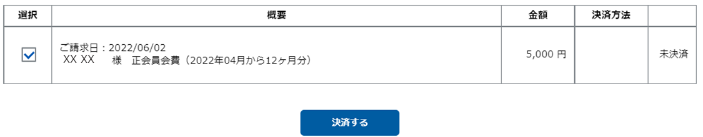 選択 概要 金額 決済方法
ご請求日：2022/06/02
XX XX 様 正会員会費（2022年04月から12ヶ月分） 5,000 円 未決済
決済する